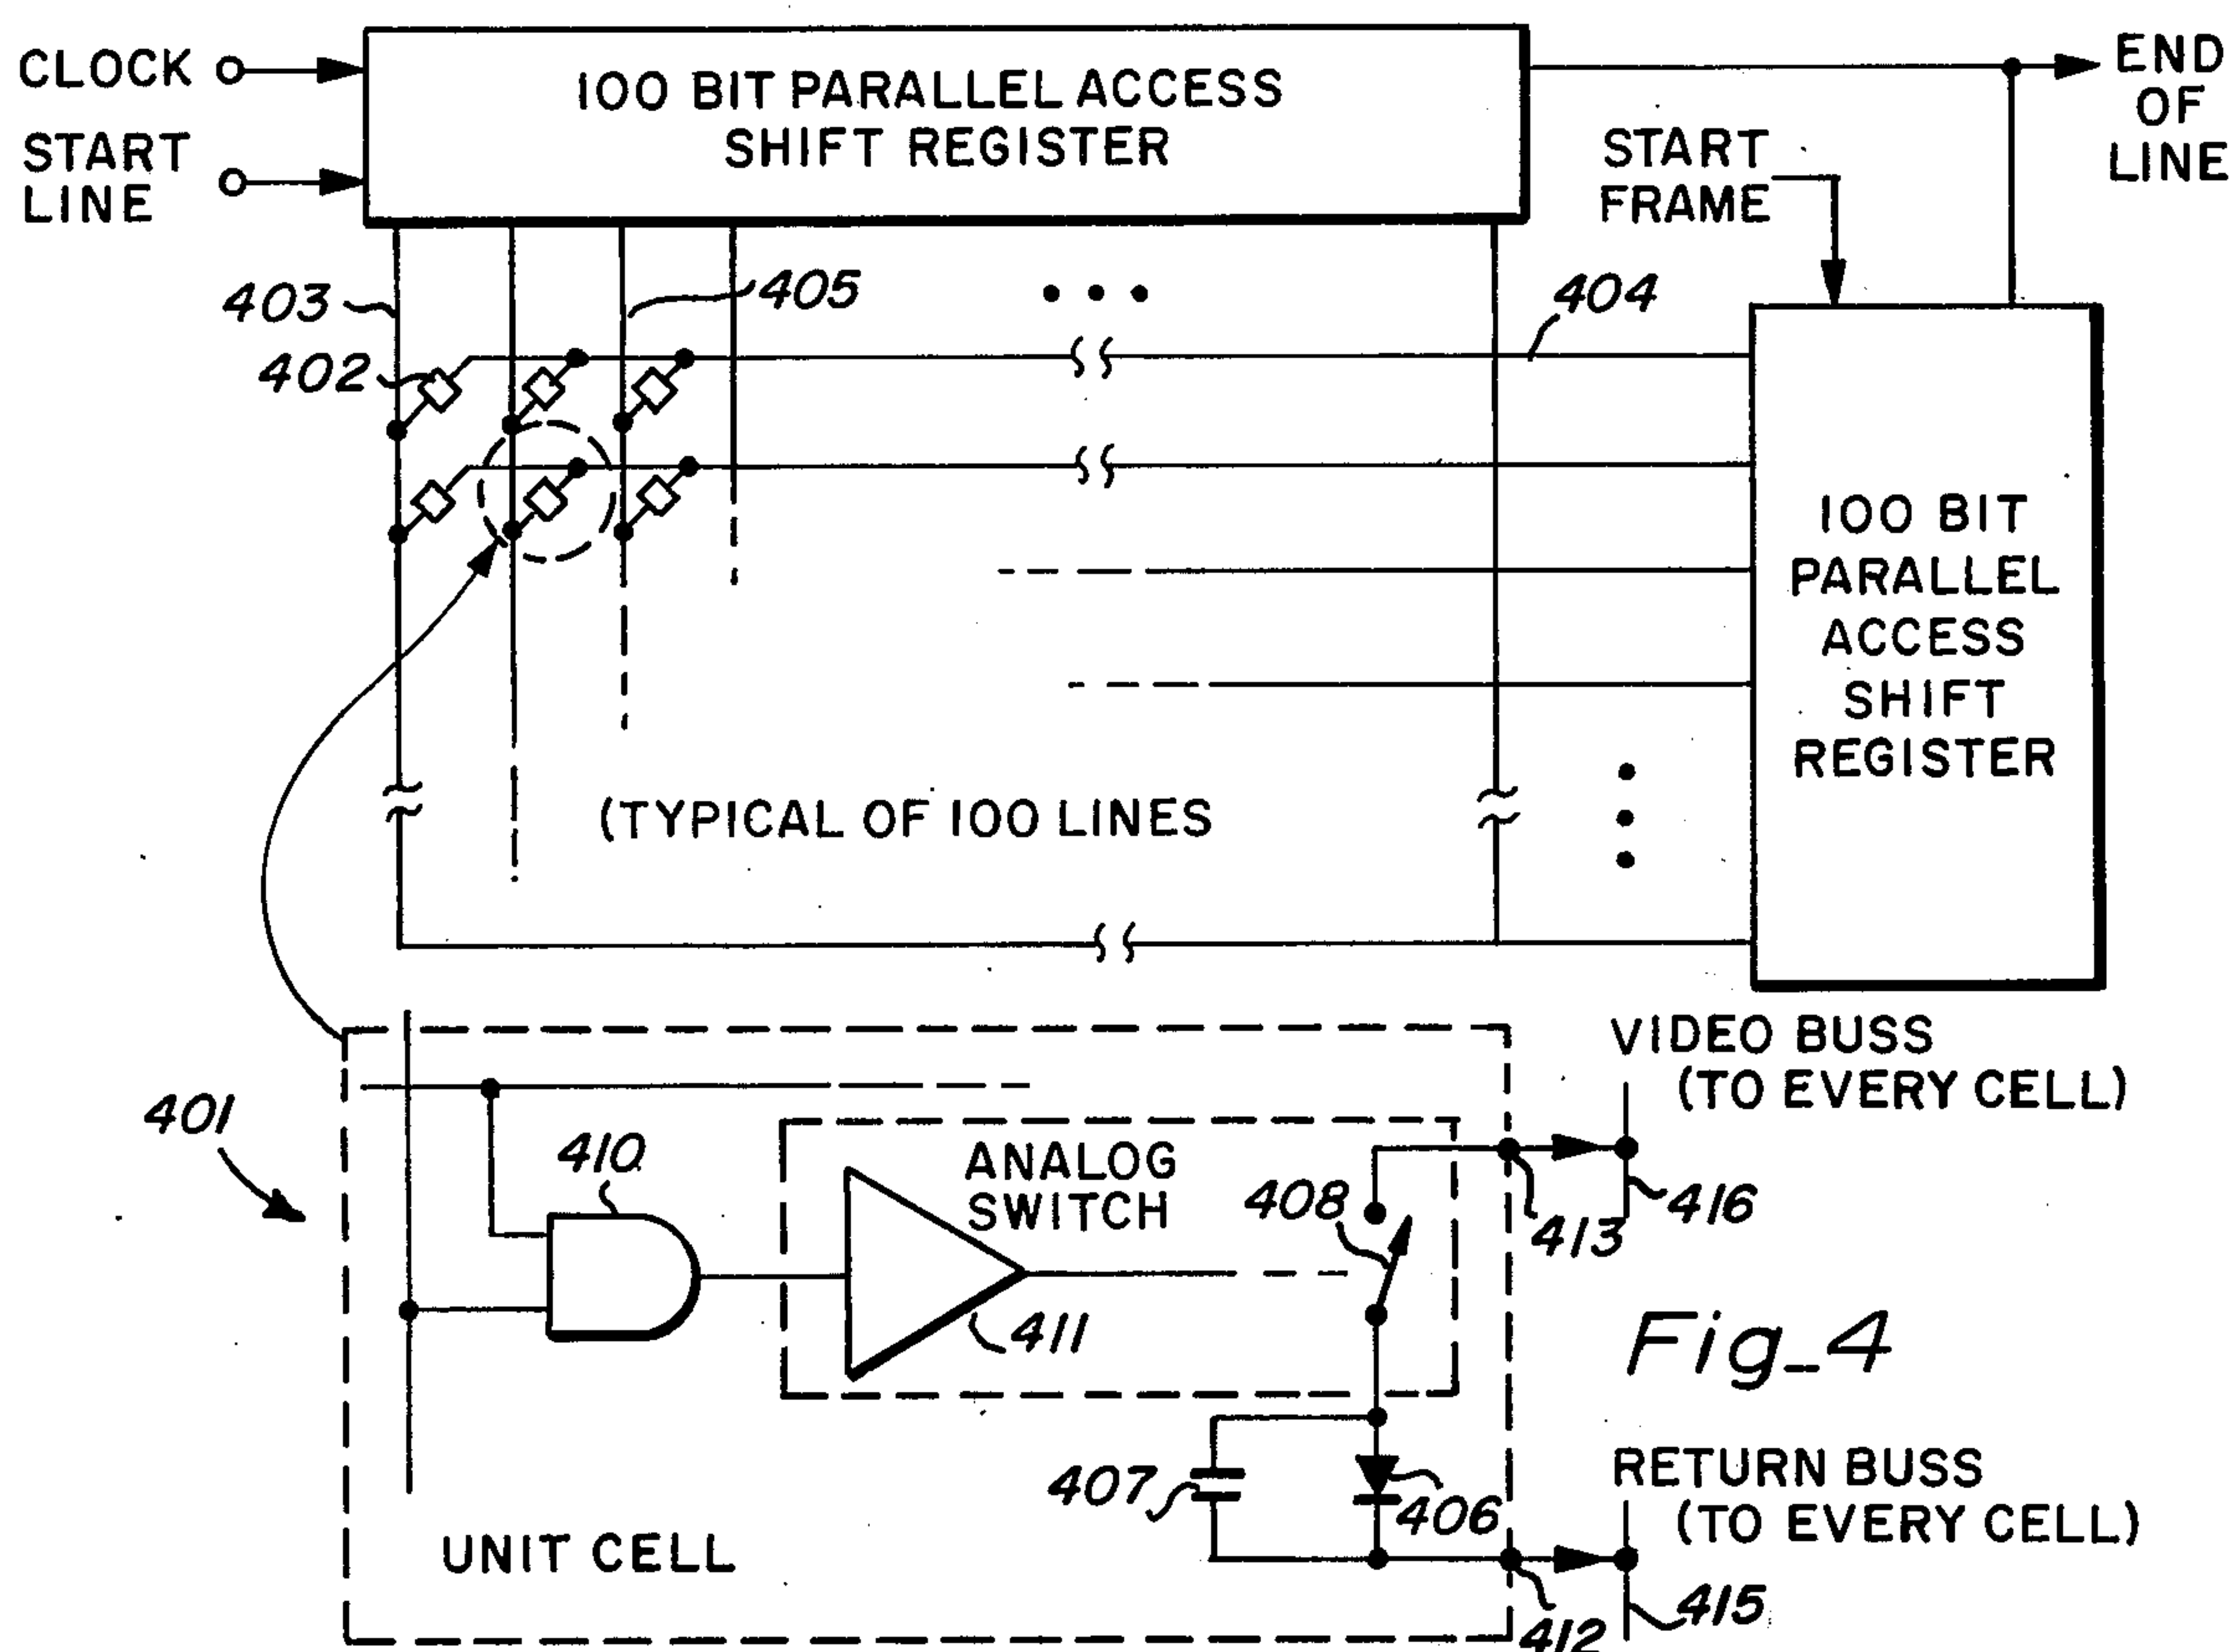 CLOCK
START
LINE
100 BIT PARALLEL ACCESS
SHIFT REGISTER
END
OF
LINE
START
FRAME
403
405
404
402
100 BIT
PARALLEL
ACCESS
SHIFT
REGISTER
(TYPICAL OF 100 LINES
VIDEO BUSS
(TO EVERY CELL)
401
410
ANALOG
SWITCH
408
413
416
411
Fig_4
407
406
RETURN BUSS
(TO EVERY CELL)
UNIT CELL
412
415